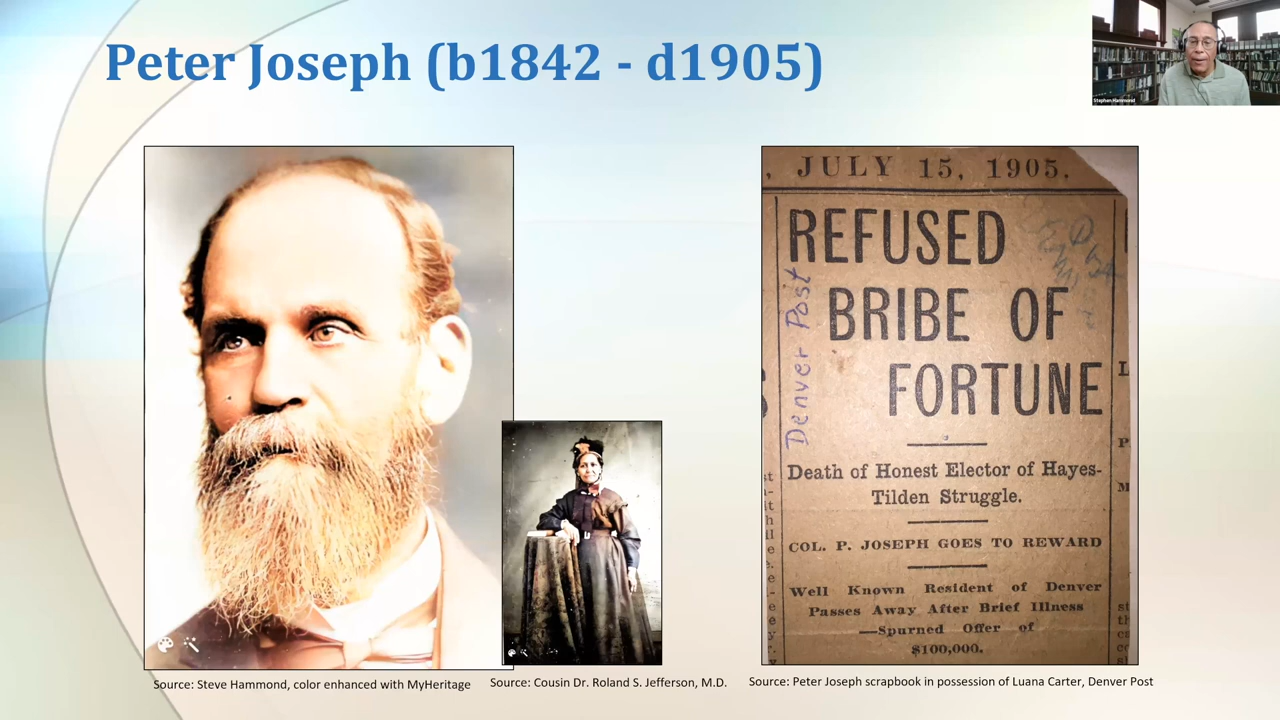 Peter Joseph (b1842 - d1905)
Stephen Hammond
, JULY 15, 1905.
REFUSED
BRIBE OF
FORTUNE
Denver Post
Death of Honest Elector of Hayes-
Tilden Struggle.
COL. P. JOSEPH GOES TO REWARD
Well Known Resident of Denver
Passes Away After Brief Illness
—Spurned Offer of
$100,000.
Source: Steve Hammond, color enhanced with MyHeritage
Source: Cousin Dr. Roland S. Jefferson, M.D.
Source: Peter Joseph scrapbook in possession of Luana Carter, Denver Post